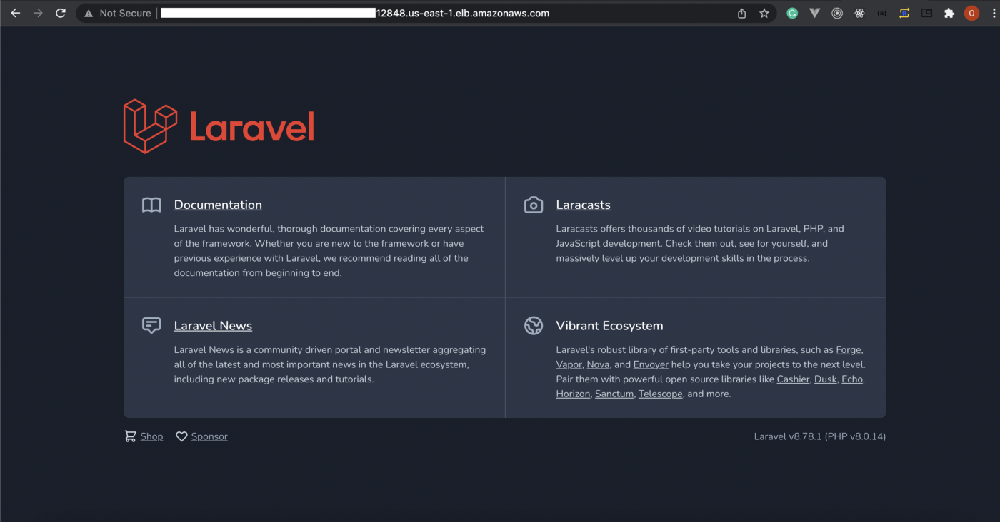 Not Secure 12848.us-east-1.elb.amazonaws.com
Laravel
Documentation
Laravel has wonderful, thorough documentation covering every aspect
of the framework. Whether you are new to the framework or have
previous experience with Laravel, we recommend reading all of the
documentation from beginning to end.
Laracasts
Laracasts offers thousands of video tutorials on Laravel, PHP, and
JavaScript development. Check them out, see for yourself, and
massively level up your development skills in the process.
Laravel News
Laravel News is a community driven portal and newsletter aggregating
all of the latest and most important news in the Laravel ecosystem,
including new package releases and tutorials.
Vibrant Ecosystem
Laravel's robust library of first-party tools and libraries, such as Forge,
Vapor, Nova, and Envoyer help you take your projects to the next level.
Pair them with powerful open source libraries like Cashier, Dusk, Echo,
Horizon, Sanctum, Telescope, and more.
Shop
Sponsor
Laravel v8.78.1 (PHP v8.0.14)